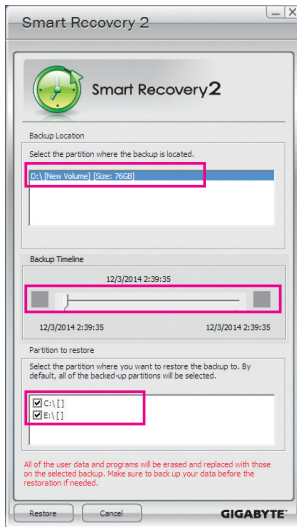 Smart Recovery 2
Smart Recovery2
Backup Location
Select the partition where the backup is located.
D:\ [New Volume] [Size: 76GB]
Backup Timeline
12/3/2014 2:39:35
12/3/2014 2:39:35 12/3/2014 2:39:35
Partition to restore
Select the partition where you want to restore the backup to. By
default, all of the backed-up partitions will be selected.
C:\ [ ]
E:\ [ ]
All of the user data and programs will be erased and replaced with those
on the selected backup. Make sure to back up your data before the
restoration if needed.
Restore Cancel GIGABYTE™